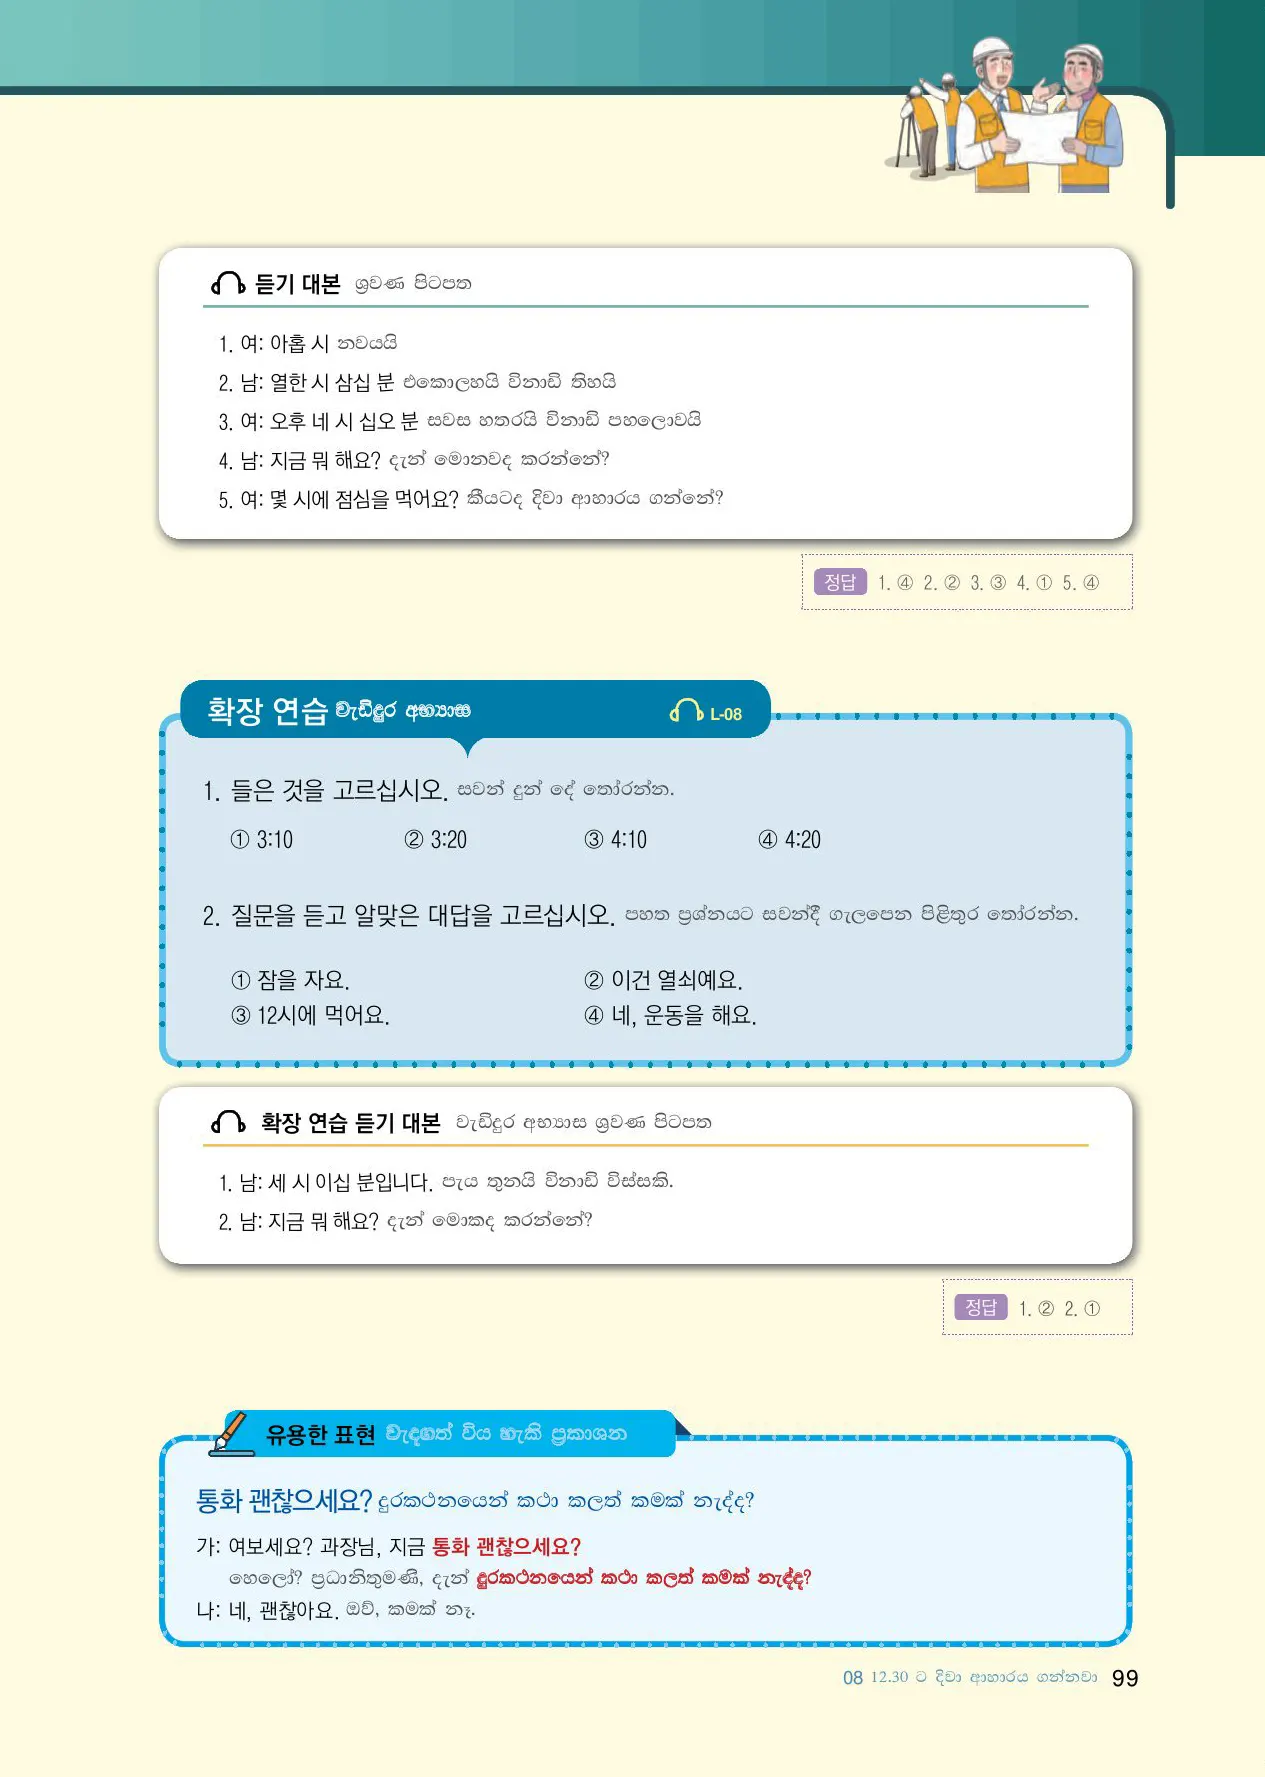 듣기 대본 ශ්‍රවණ පිටපත
1. 여: 아홉 시 නවයයි
2. 남: 열한 시 삼십 분 එකොලහයි විනාඩි තිහයි
3. 여: 오후 네 시 십오 분 සවස හතරයි විනාඩි පහලොවයි
4. 남: 지금 뭐 해요? දැන් මොනවද කරන්නේ?
5. 여: 몇 시에 점심을 먹어요? කීයටද දිවා ආහාරය ගන්නේ?
정답 1. ④ 2. ② 3. ③ 4. ① 5. ④
확장 연습 වැඩිදුර අභ්‍යාස L-08
1. 들은 것을 고르십시오. සවන් දුන් දේ තෝරන්න.
① 3:10 ② 3:20 ③ 4:10 ④ 4:20
2. 질문을 듣고 알맞은 대답을 고르십시오. පහත ප්‍රශ්නයට සවන්දී ගැලපෙන පිළිතුර තෝරන්න.
① 잠을 자요. ② 이건 열쇠예요.
③ 12시에 먹어요. ④ 네, 운동을 해요.
확장 연습 듣기 대본 වැඩිදුර අභ්‍යාස ශ්‍රවණ පිටපත
1. 남: 세 시 이십 분입니다. පැය තුනයි විනාඩි විස්සකි.
2. 남: 지금 뭐 해요? දැන් මොකද කරන්නේ?
정답 1. ② 2. ①
유용한 표현 වැදගත් විය හැකි ප්‍රකාශන
통화 괜찮으세요? දුරකථනයෙන් කථා කලත් කමක් නැද්ද?
가: 여보세요? 과장님, 지금 통화 괜찮으세요?
හෙලෝ? ප්‍රධානිතුමණි, දැන් දුරකථනයෙන් කථා කලත් කමක් නැද්ද?
나: 네, 괜찮아요. ඔව්, කමක් නෑ.
08 12.30 ට දිවා ආහාරය ගන්නවා 99